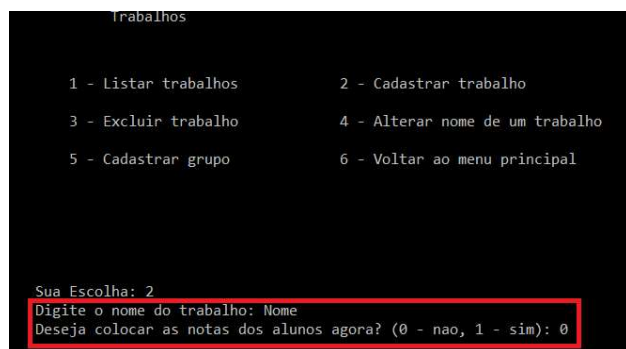 Trabalhos
1 - Listar trabalhos 2 - Cadastrar trabalho
3 - Excluir trabalho 4 - Alterar nome de um trabalho
5 - Cadastrar grupo 6 - Voltar ao menu principal
Sua Escolha: 2
Digite o nome do trabalho: Nome
Deseja colocar as notas dos alunos agora? (0 - nao, 1 - sim): 0